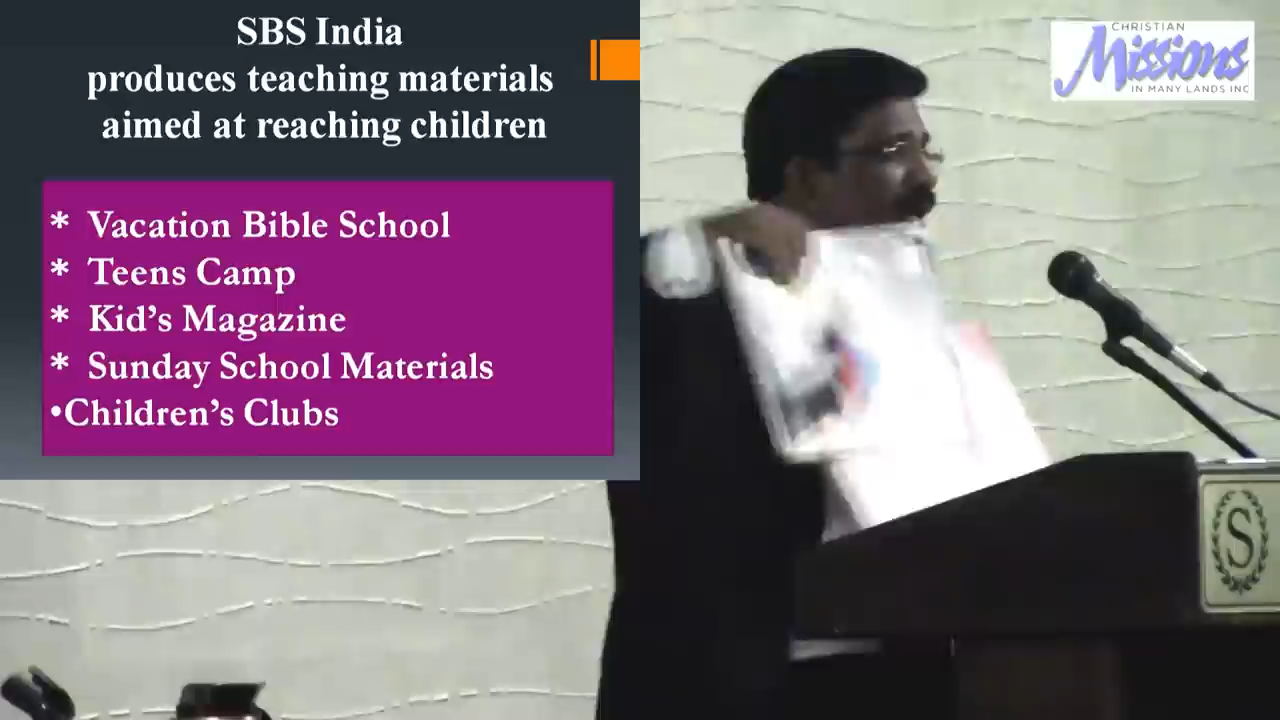 SBS India
produces teaching materials
aimed at reaching children
* Vacation Bible School
* Teens Camp
* Kid’s Magazine
* Sunday School Materials
•Children’s Clubs
CHRISTIAN
Missions
IN MANY LANDS INC
S